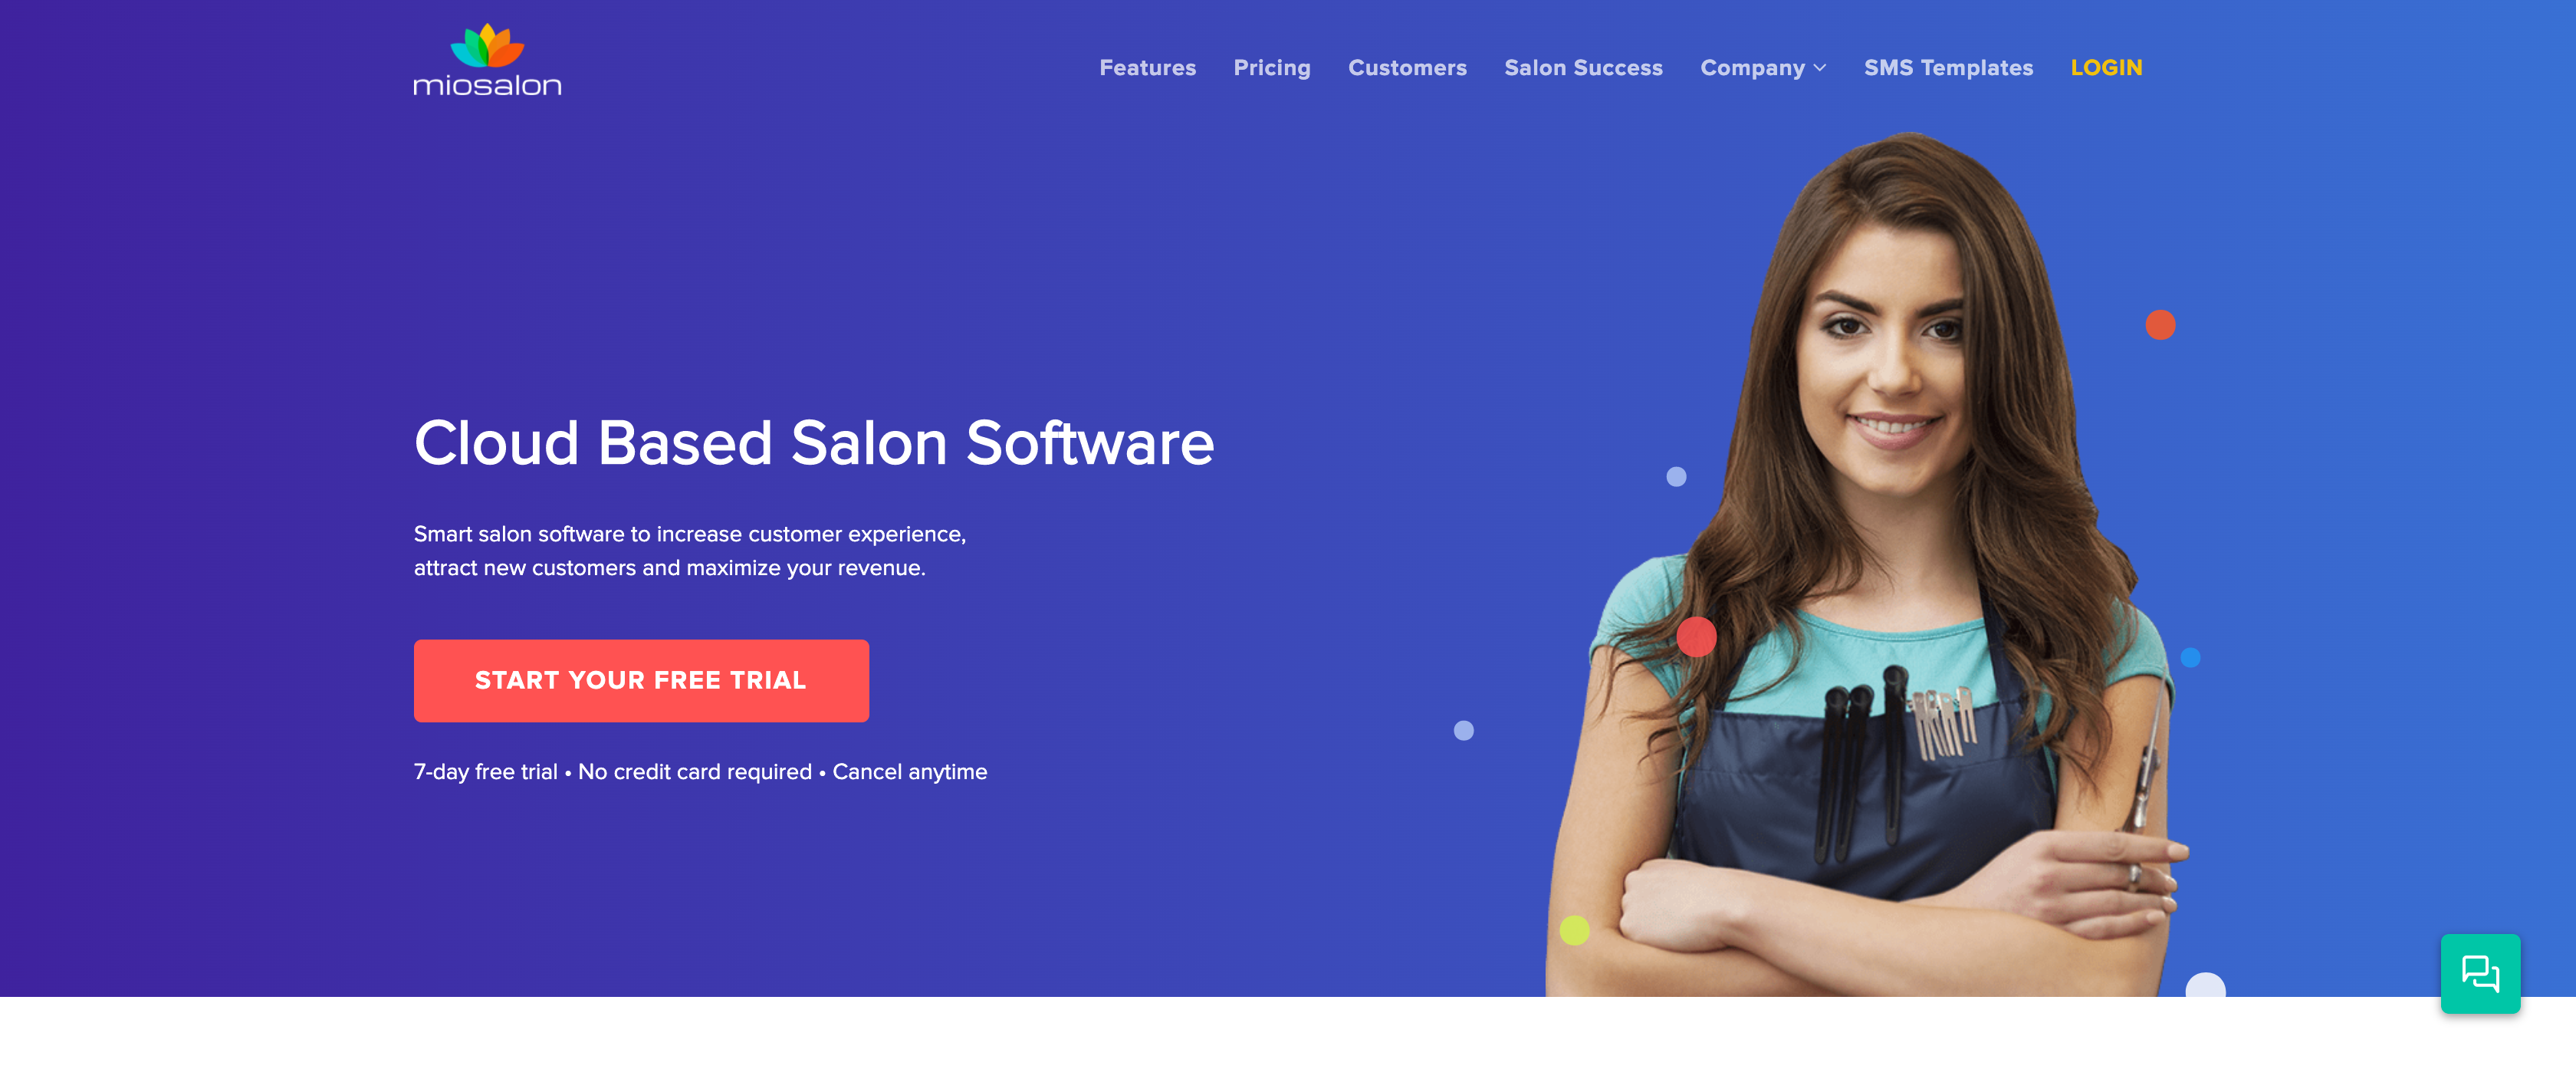 miosalon
Features Pricing Customers Salon Success Company SMS Templates LOGIN
Cloud Based Salon Software
Smart salon software to increase customer experience,
attract new customers and maximize your revenue.
START YOUR FREE TRIAL
7-day free trial • No credit card required • Cancel anytime